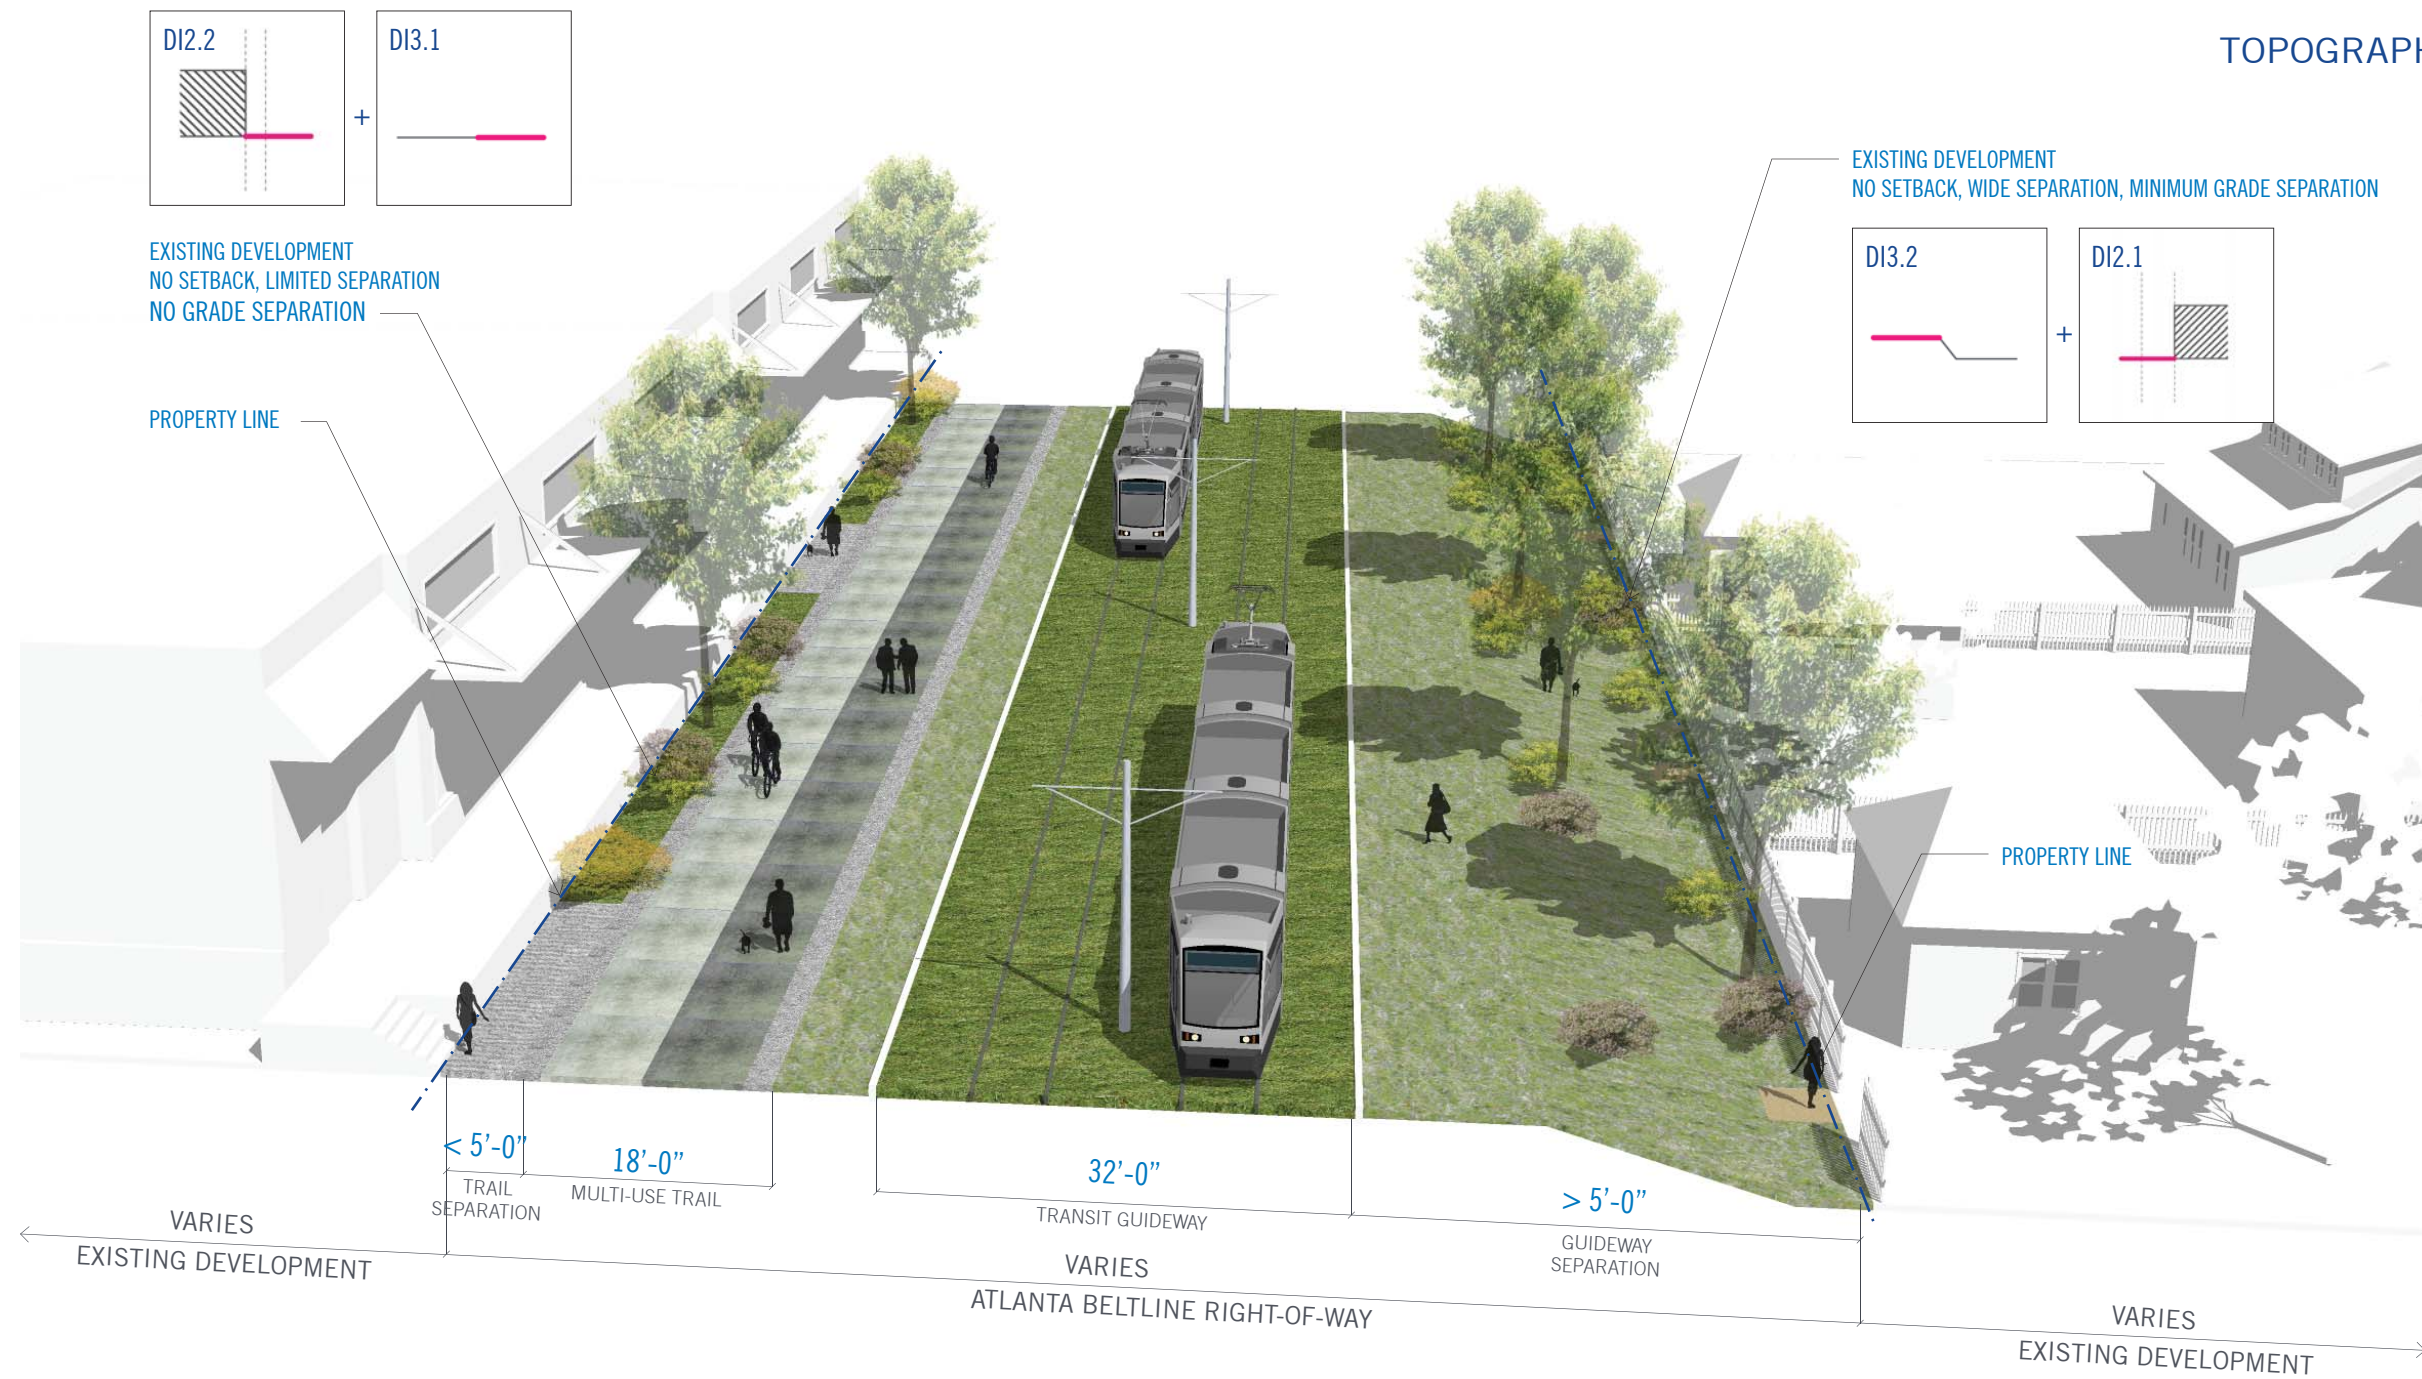 DI2.2
+
DI3.1
TOPOGRAPH
EXISTING DEVELOPMENT
NO SETBACK, LIMITED SEPARATION
NO GRADE SEPARATION
PROPERTY LINE
EXISTING DEVELOPMENT
NO SETBACK, WIDE SEPARATION, MINIMUM GRADE SEPARATION
DI3.2
+
DI2.1
PROPERTY LINE
< 5’-0”
TRAIL
SEPARATION
18’-0”
MULTI-USE TRAIL
32’-0”
TRANSIT GUIDEWAY
> 5’-0”
GUIDEWAY
SEPARATION
VARIES
EXISTING DEVELOPMENT
VARIES
ATLANTA BELTLINE RIGHT-OF-WAY
VARIES
EXISTING DEVELOPMENT